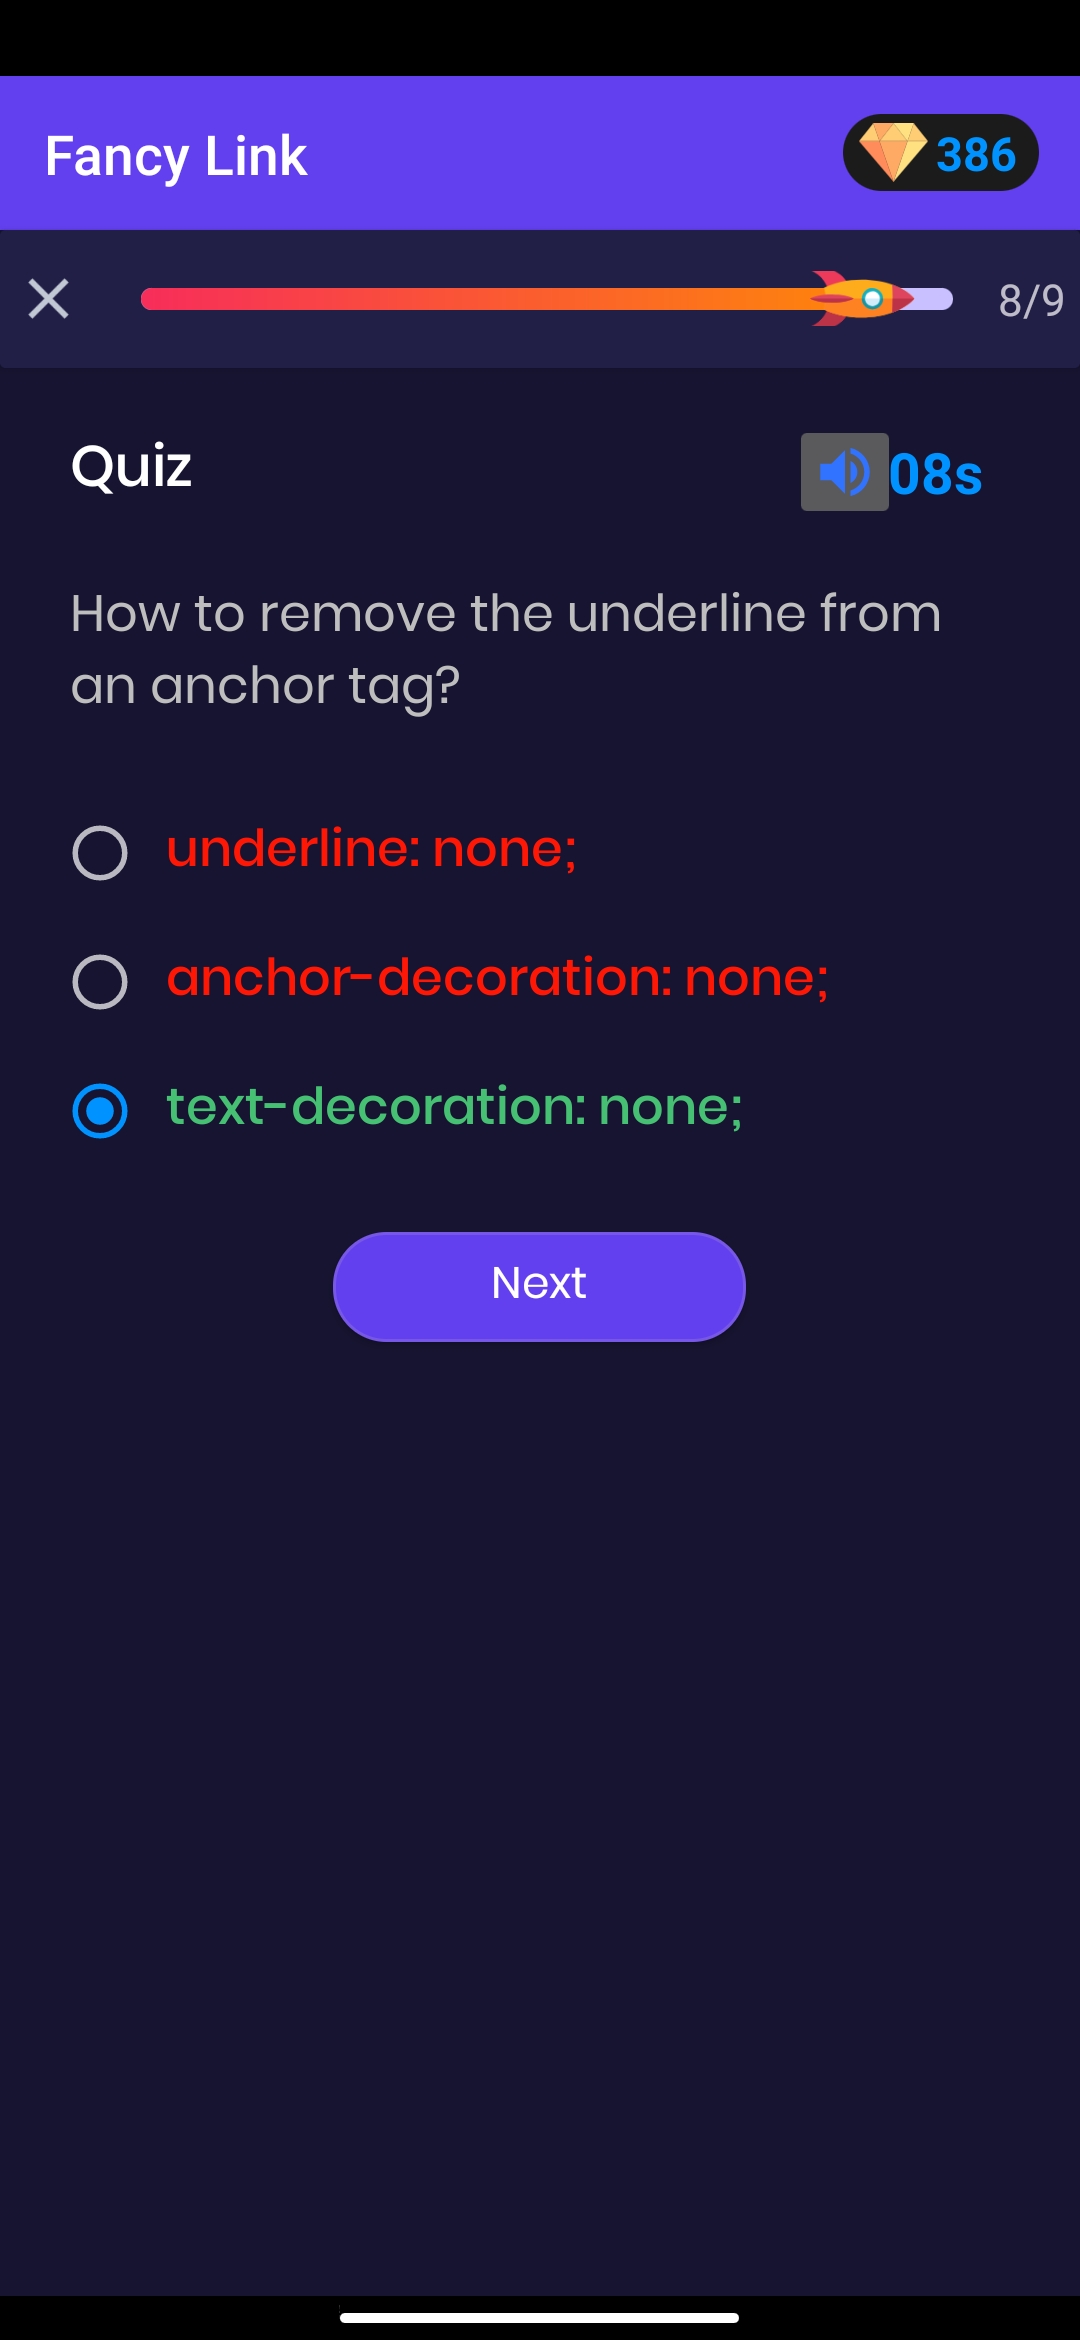 Fancy Link
386
8/9
Quiz
08s
How to remove the underline from
an anchor tag?
underline: none;
anchor-decoration: none;
text-decoration: none;
Next